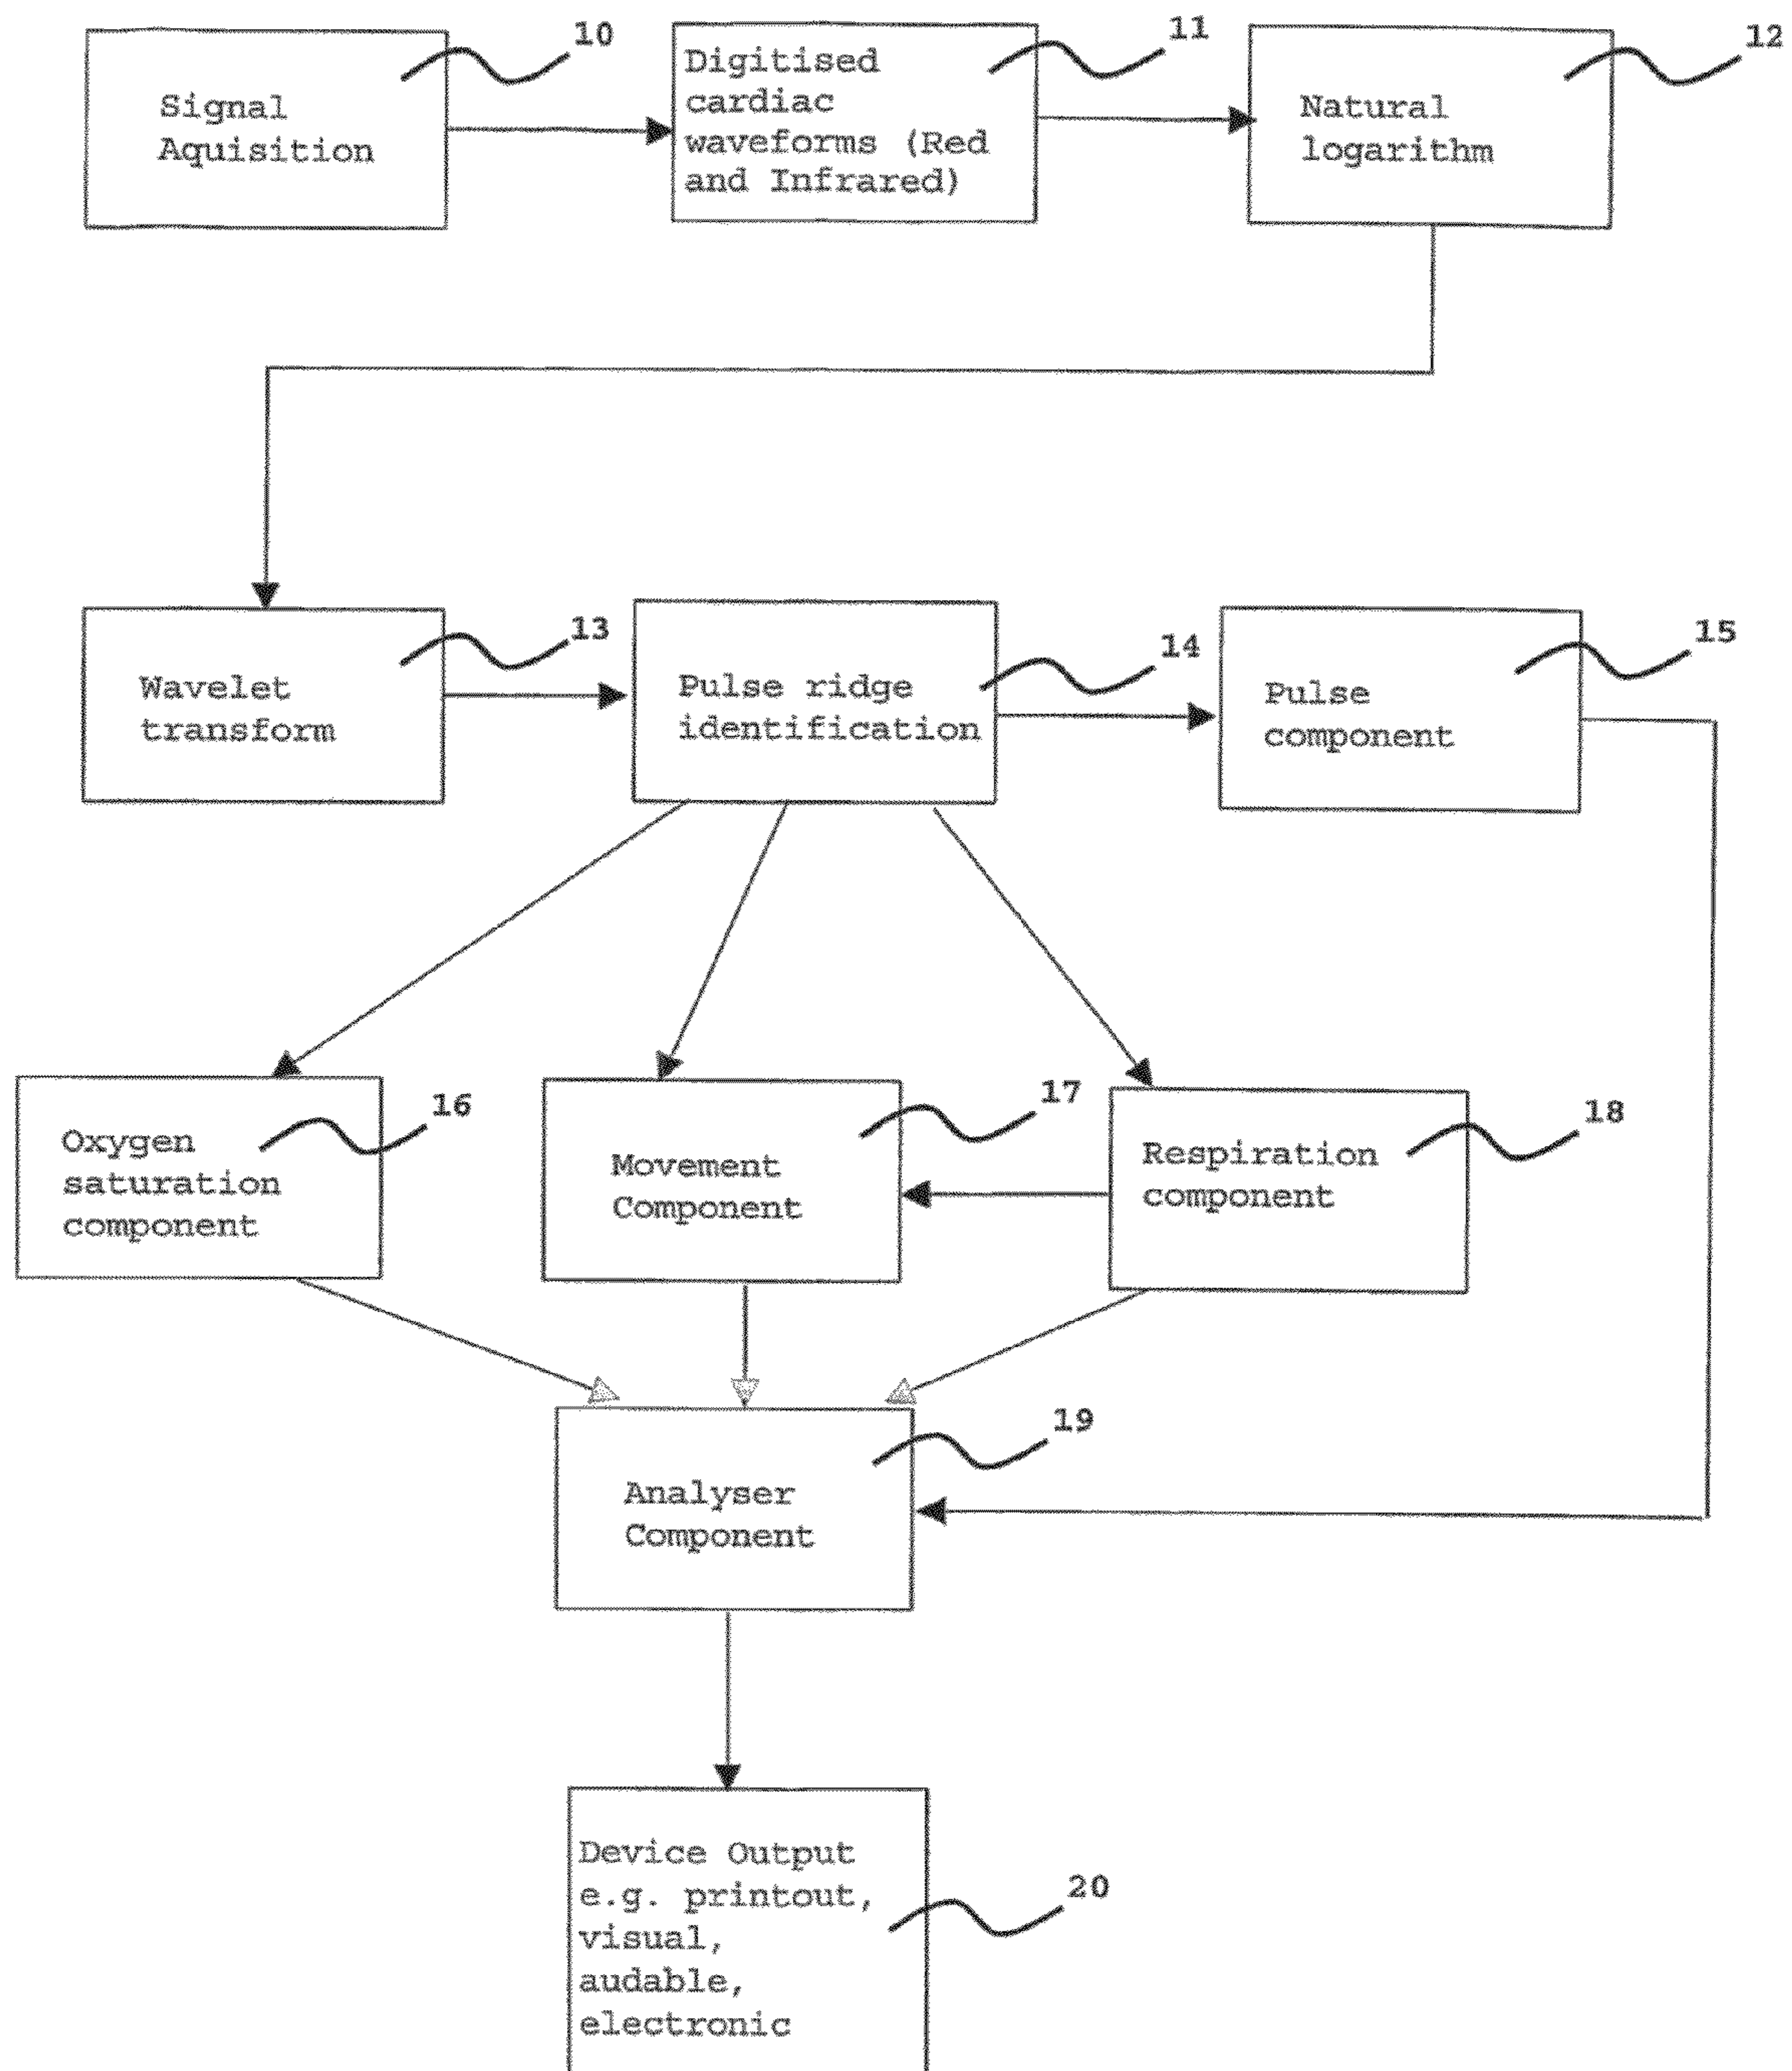 10
Signal
Aquisition
11
Digitised
cardiac
waveforms (Red
and Infrared)
12
Natural
logarithm
13
Wavelet
transform
14
Pulse ridge
identification
15
Pulse
component
16
Oxygen
saturation
component
17
Movement
Component
18
Respiration
component
19
Analyser
Component
20
Device Output
e.g. printout,
visual,
audable,
electronic